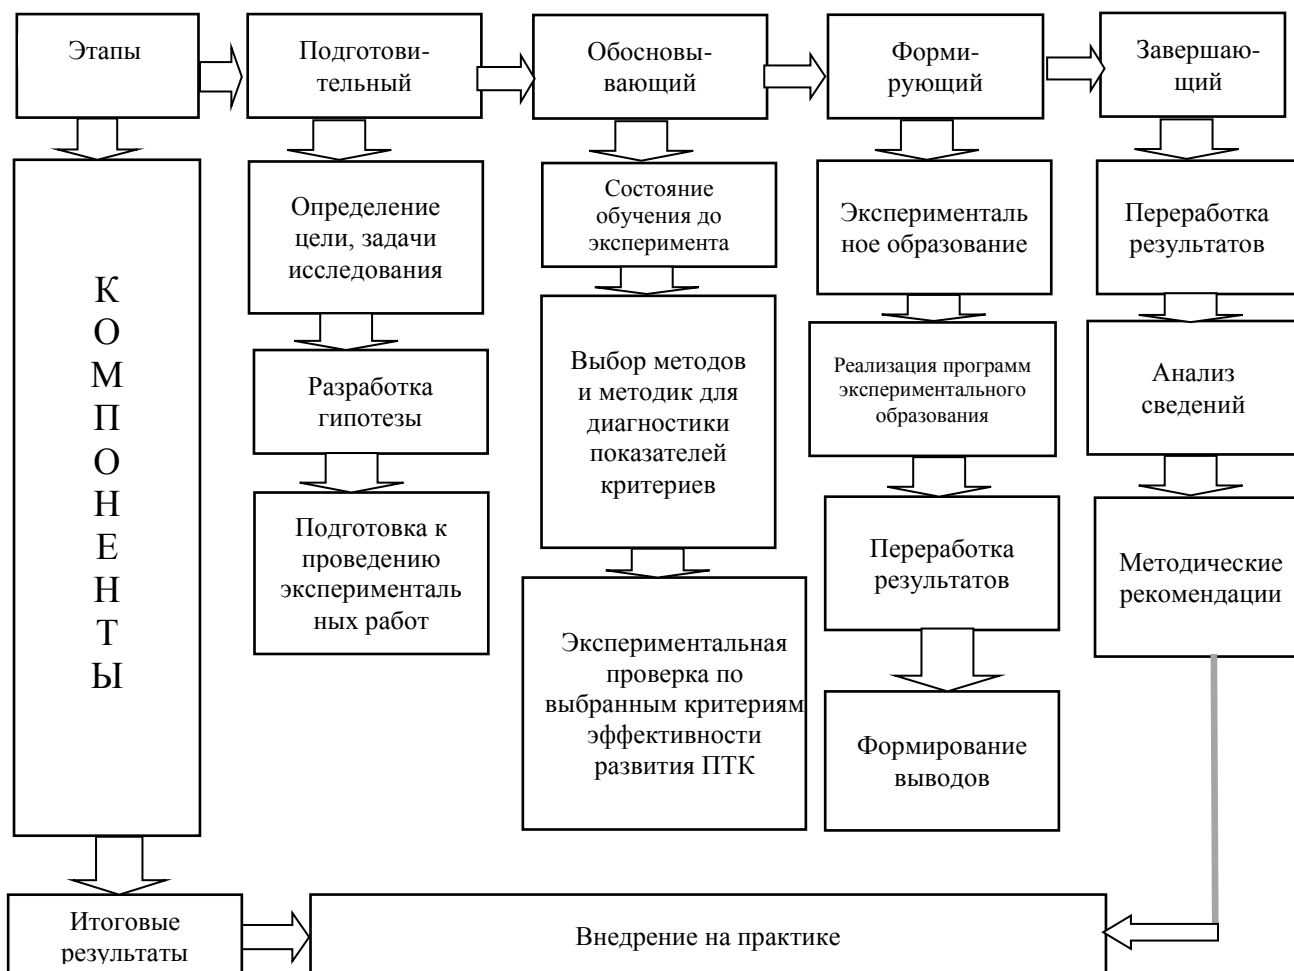 Этапы
Подготови-
тельный
Обосновы-
вающий
Форми-
рующий
Завершаю-
щий
К
О
М
П
О
Н
Е
Н
Т
Ы
Определение
цели, задачи
исследования
Разработка
гипотезы
Подготовка к
проведению
эксперименталь
ных работ
Состояние
обучения до
эксперимента
Выбор методов
и методик для
диагностики
показателей
критериев
Экспериментальная
проверка по
выбранным критериям
эффективности
развития ПТК
Эксперименталь
ное образование
Реализация программ
экспериментального
образования
Переработка
результатов
Формирование
выводов
Переработка
результатов
Анализ
сведений
Методические
рекомендации
Итоговые
результаты
Внедрение на практике